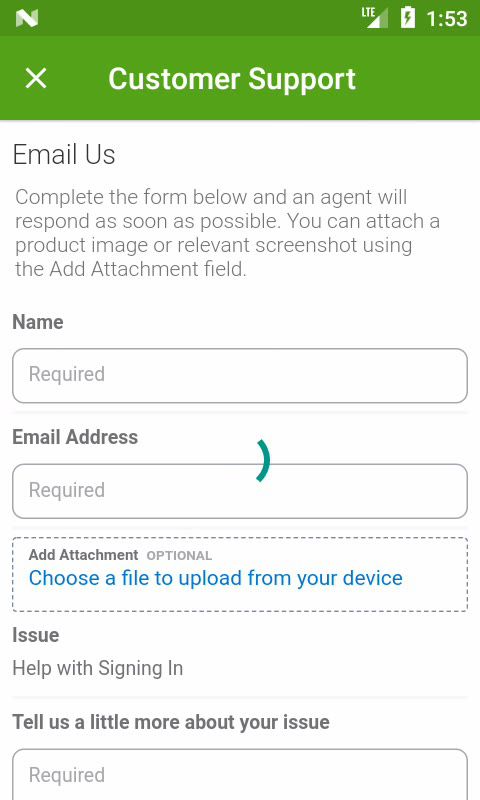 LTE 1:53
Customer Support
Email Us
Complete the form below and an agent will
respond as soon as possible. You can attach a
product image or relevant screenshot using
the Add Attachment field.
Name
Required
Email Address
Required
Add Attachment OPTIONAL
Choose a file to upload from your device
Issue
Help with Signing In
Tell us a little more about your issue
Required